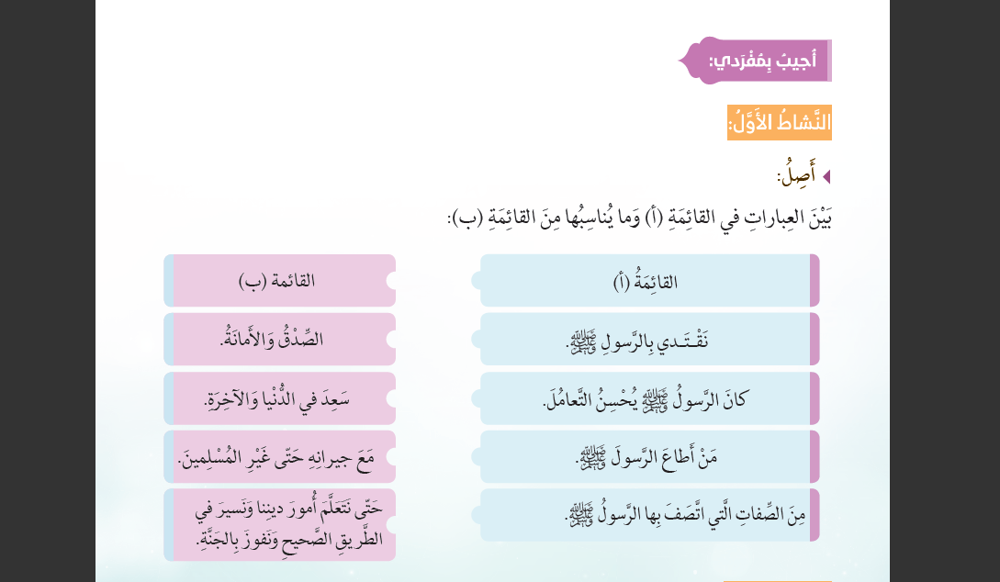 أُجيبُ بِمُفْرَدي:
النَّشاطُ الأَوَّلُ:
أَصِلُ:
بَيْنَ العِباراتِ في القائِمَةِ (أ) وَما يُناسِبُها مِنَ القائِمَةِ (ب):
القائِمَةُ (أ)
القائمة (ب)
نَقْـتَـدي بِالرَّسولِ ﷺ.
الصِّدْقُ وَالأَمانَةُ.
كانَ الرَّسولُ ﷺ يُحْسِنُ التَّعامُلَ.
سَعِدَ في الدُّنْيا وَالآخِرَةِ.
مَنْ أَطاعَ الرَّسولَ ﷺ.
مَعَ جيرانِهِ حَتّى غَيْرِ المُسْلِمينَ.
مِنَ الصِّفاتِ الَّتي اتَّصَفَ بِها الرَّسولُ ﷺ.
حَتّى نَتَعَلَّمَ أُمورَ دينِنا وَنَسيرَ في
الطَّريقِ الصَّحيحِ وَنَفوزَ بِالجَنَّةِ.